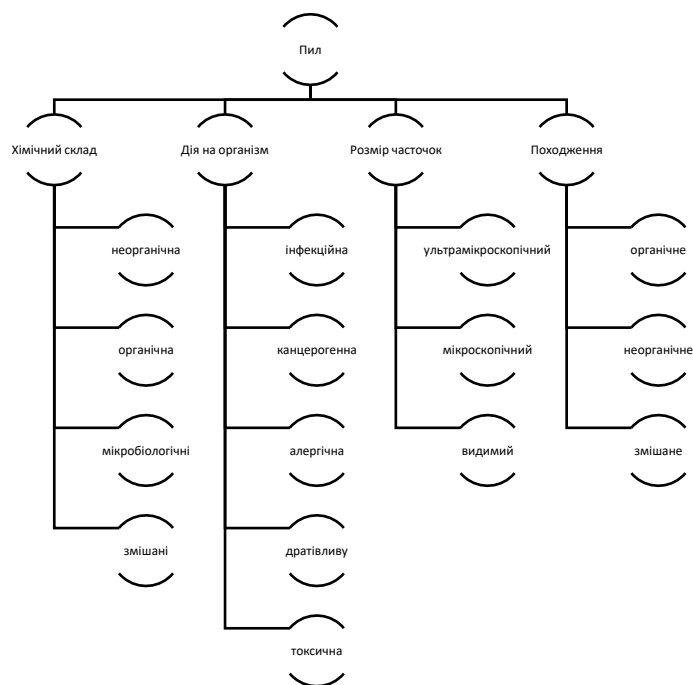 Пил
Хімічний склад
Дія на організм
Розмір часточок
Походження
неорганічна
інфекційна
ультрамікроскопічний
органічне
органічна
канцерогенна
мікроскопічний
неорганічне
мікробіологічні
алергічна
видимий
змішане
змішані
дратівливу
токсична